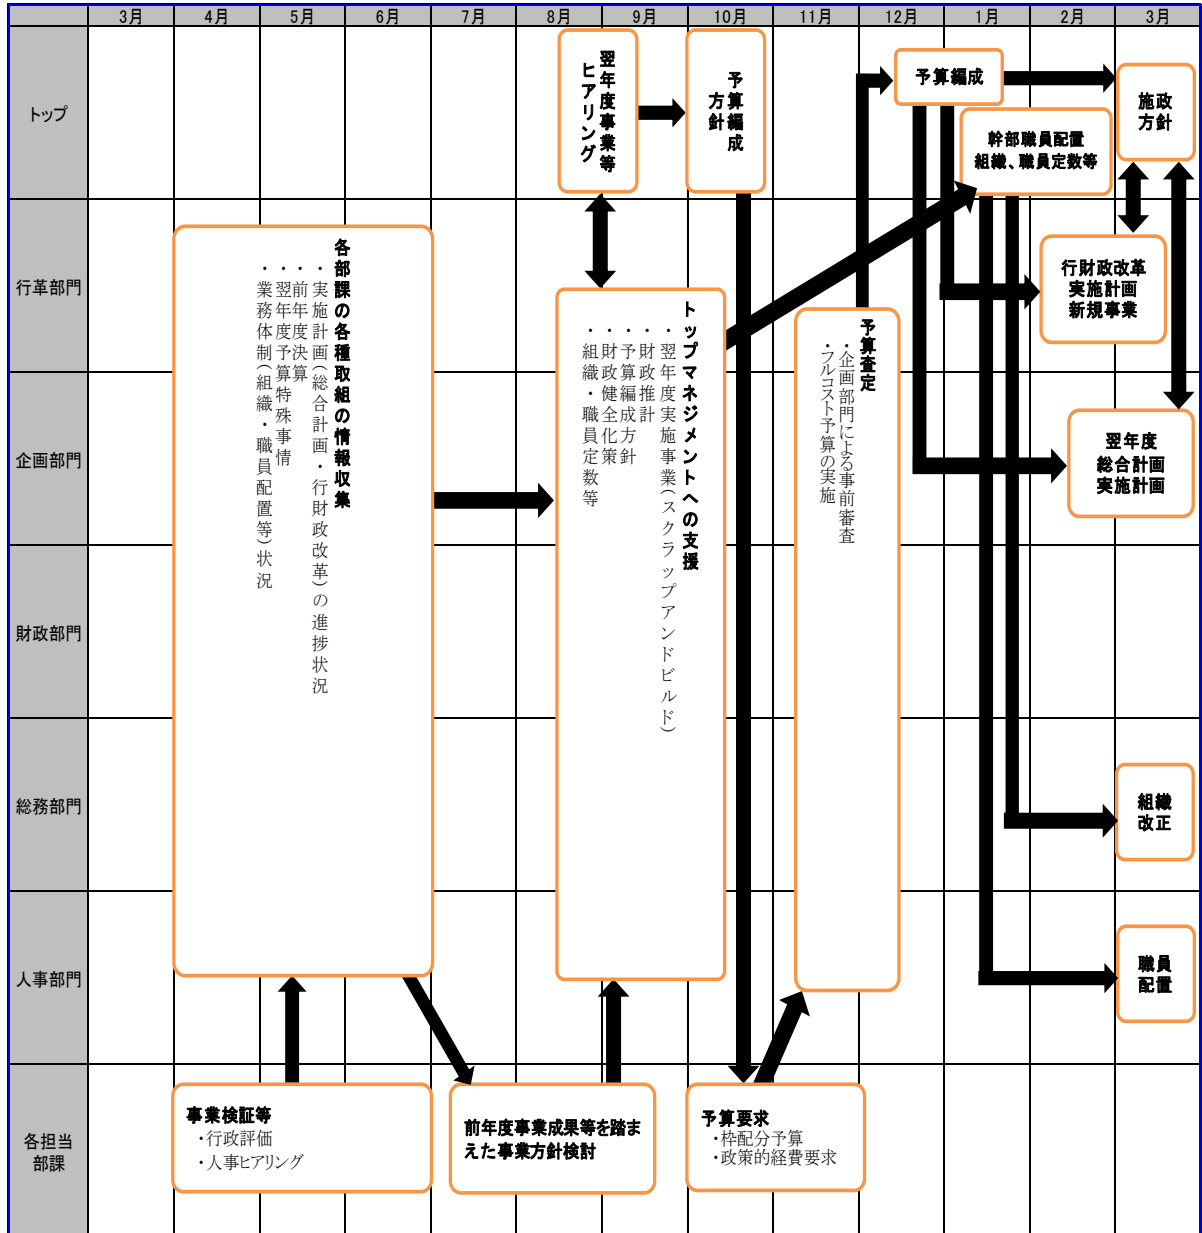 3月
4月
5月
6月
7月
8月
9月
10月
11月
12月
1月
2月
3月
トップ
翌年度事業等
ヒアリング
予算編成
方針
予算編成
幹部職員配置
組織、職員定数等
施政
方針
行革部門
企画部門
財政部門
総務部門
人事部門
各担当
部課
各部課の各種取組の情報収集
・実施計画(総合計画・行財政改革)の進捗状況
・前年度決算
・翌年度予算特殊事情
・業務体制(組織・職員配置等)状況
トップマネジメントへの支援
・翌年度実施事業(スクラップアンドビルド)
・財政推計
・予算編成方針
・財政健全化策
・組織・職員定数等
予算査定
・企画部門による事前審査
・フルコスト予算の実施
行財政改革
実施計画
新規事業
翌年度
総合計画
実施計画
組織
改正
職員
配置
事業検証等
・行政評価
・人事ヒアリング
前年度事業成果等を踏ま
えた事業方針検討
予算要求
・枠配分予算
・政策的経費要求